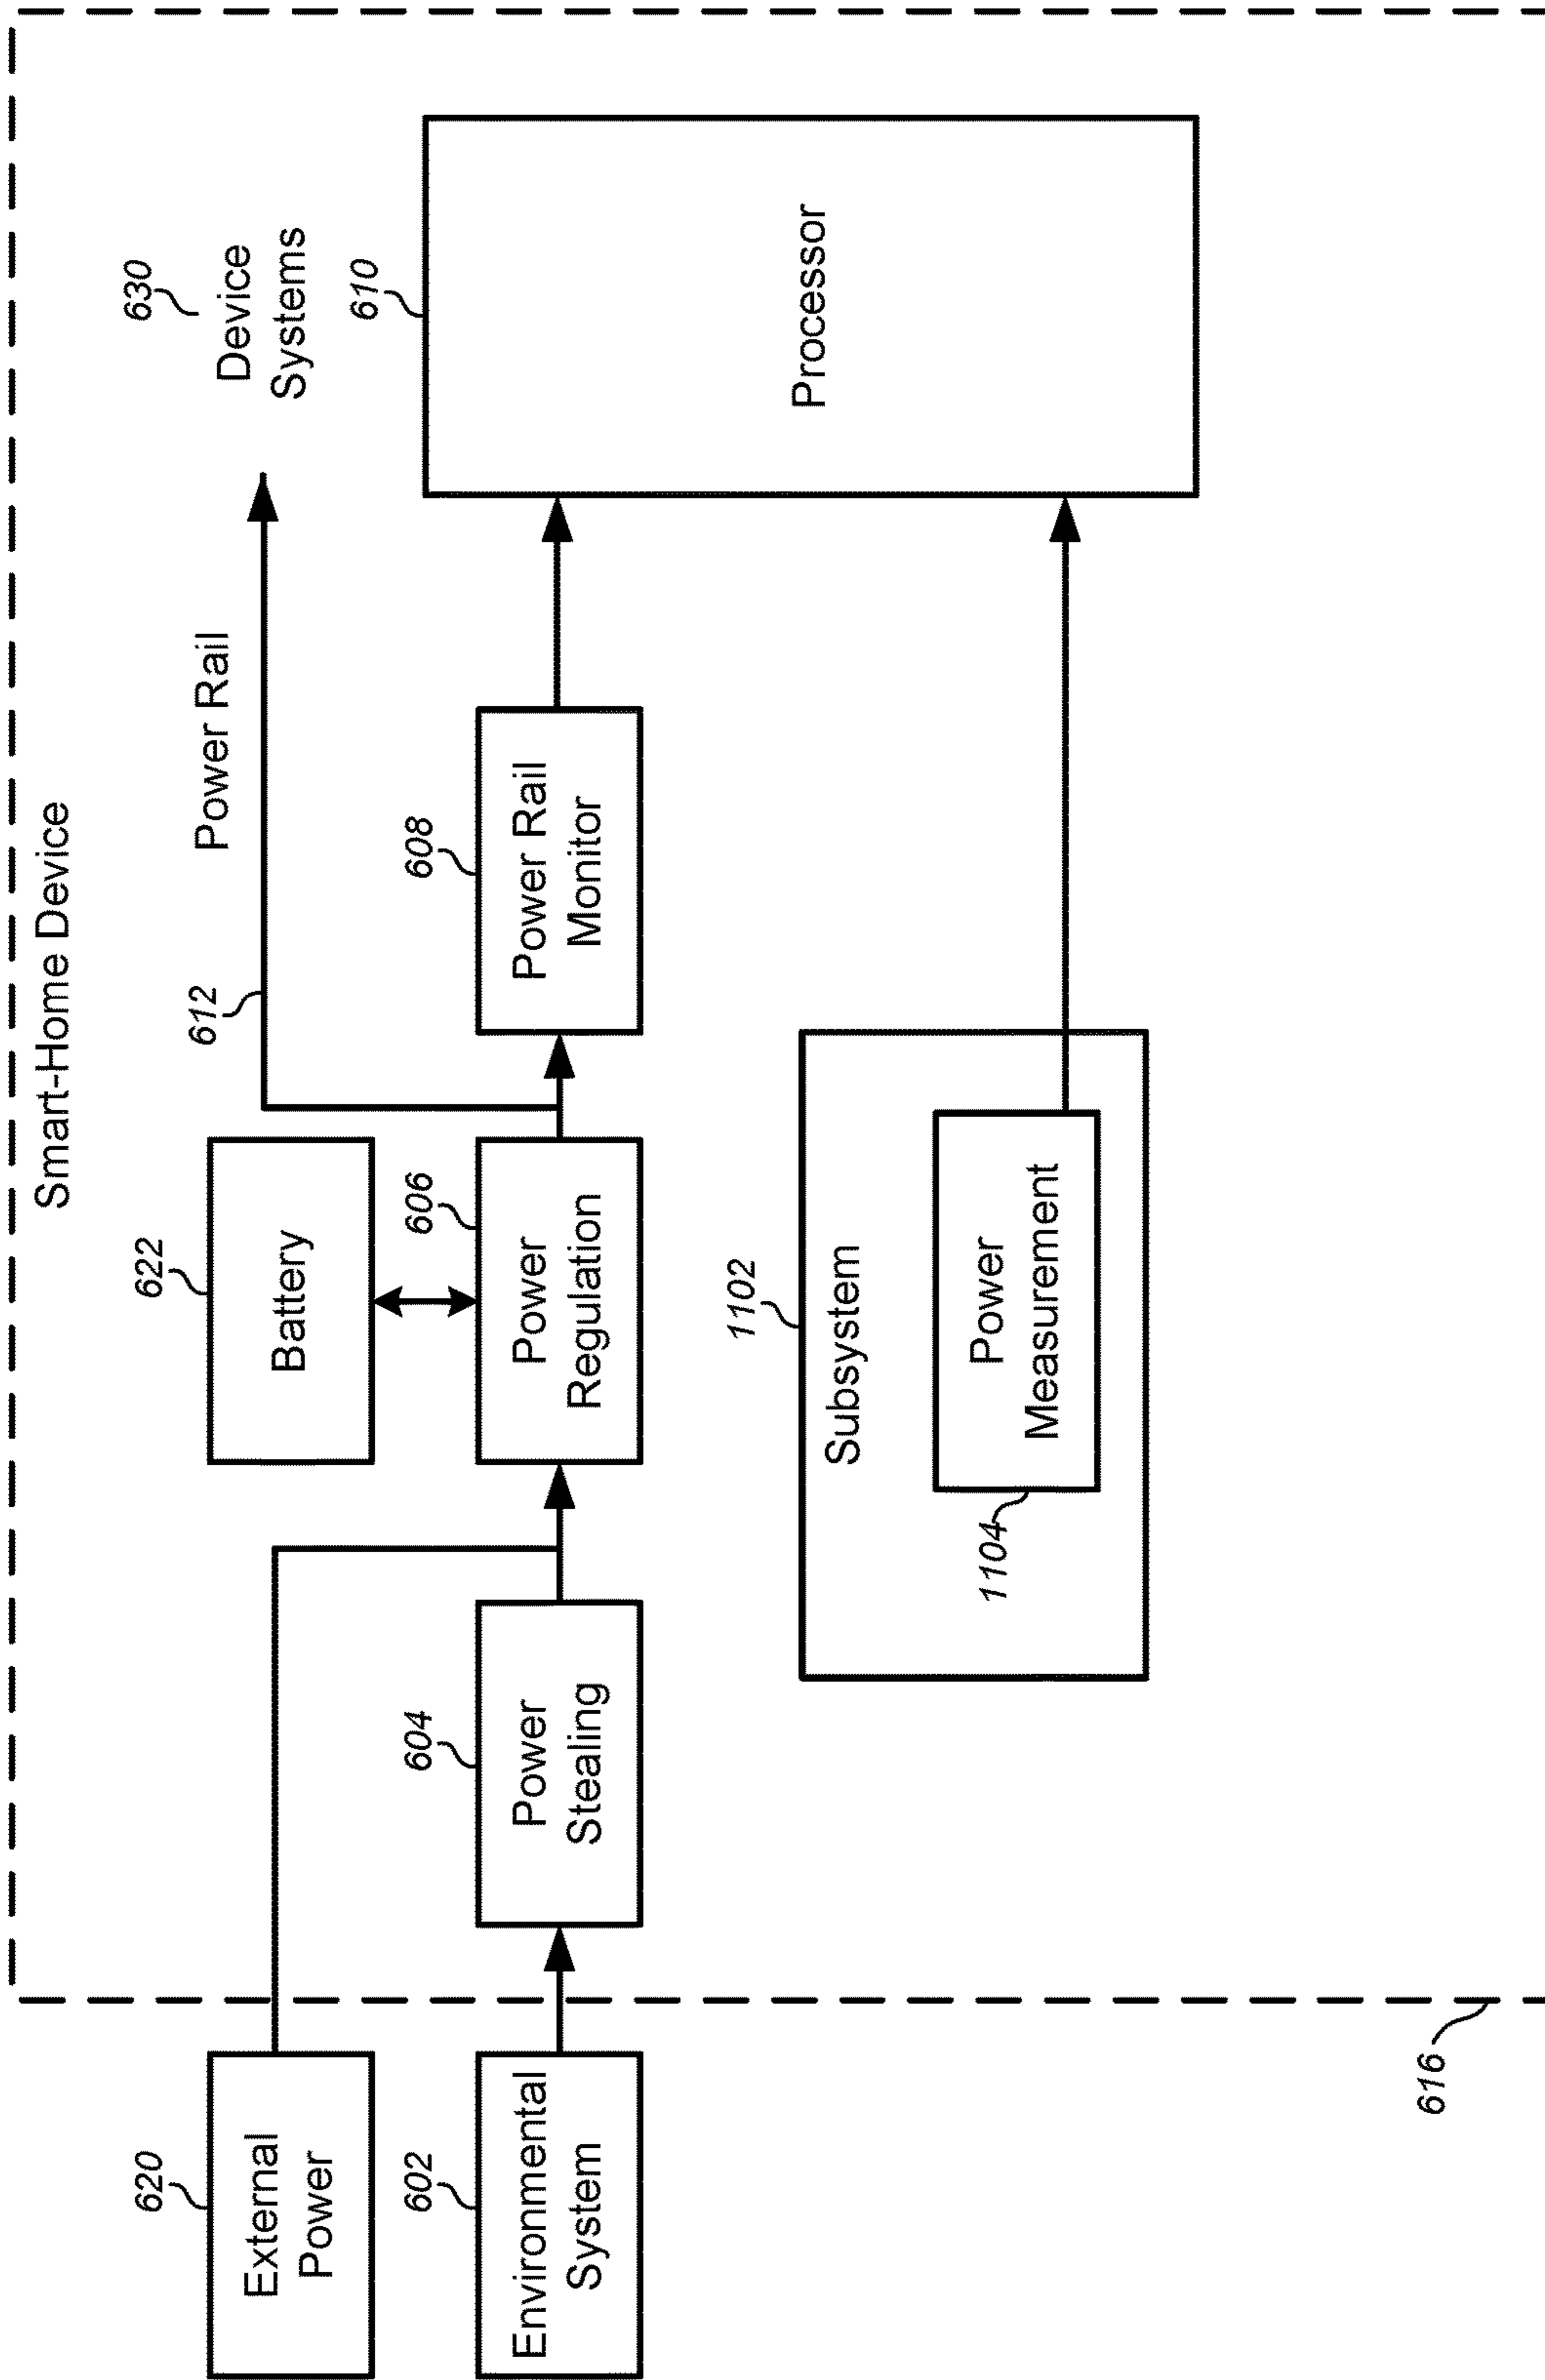 Smart-Home Device
620
External
Power
602
Environmental
System
604
Power
Stealing
622
Battery
606
Power
Regulation
612
Power Rail
608
Power Rail
Monitor
630
Device
Systems
610
Processor
1102
Subsystem
1104
Power
Measurement
616